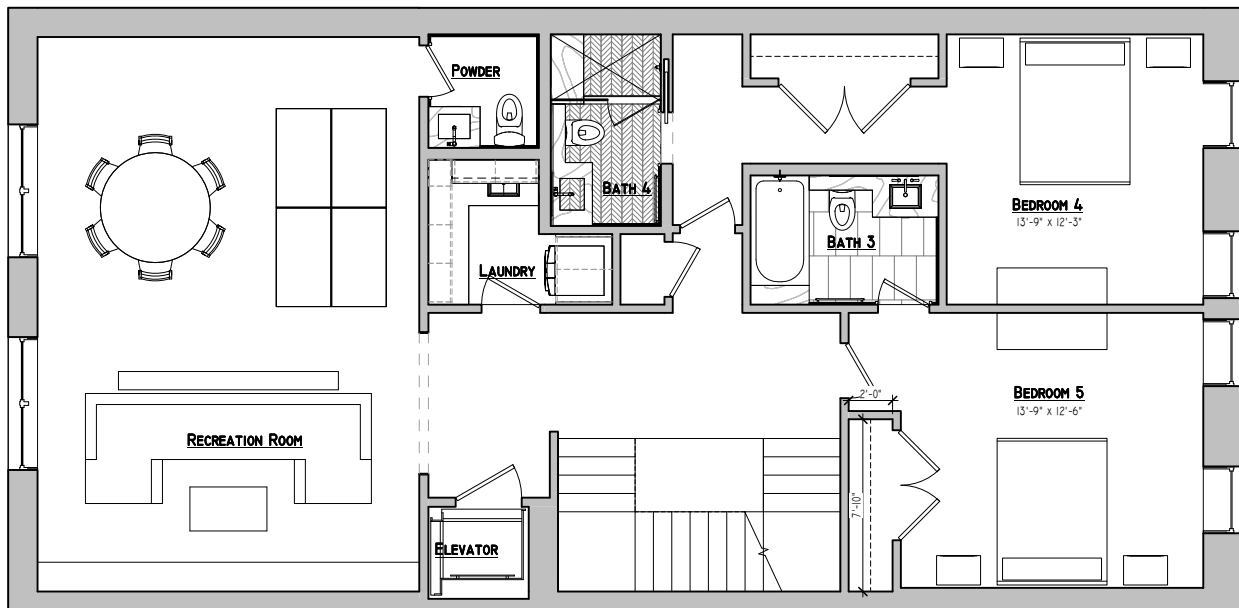 POWDER
BATH 4
BEDROOM 4
13'-9" X 12'-3"
BATH 3
LAUNDRY
BEDROOM 5
13'-9" X 12'-6"
2'-0"
RECREATION ROOM
7'-10"
ELEVATOR